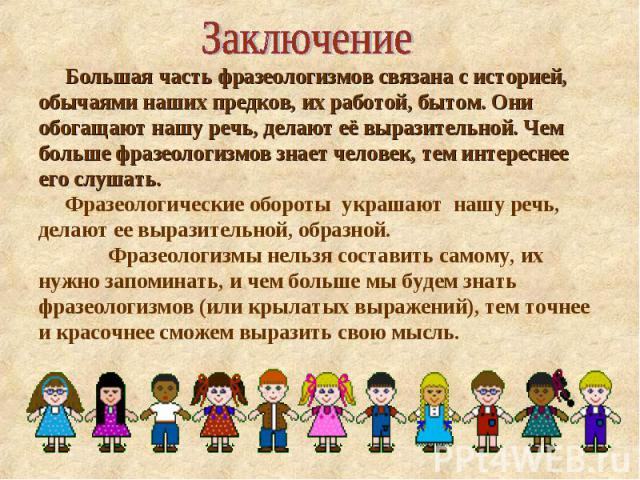 Заключение
Большая часть фразеологизмов связана с историей,
обычаями наших предков, их работой, бытом. Они
обогащают нашу речь, делают её выразительной. Чем
больше фразеологизмов знает человек, тем интереснее
его слушать.
Фразеологические обороты украшают нашу речь,
делают ее выразительной, образной.
Фразеологизмы нельзя составить самому, их
нужно запоминать, и чем больше мы будем знать
фразеологизмов (или крылатых выражений), тем точнее
и красочнее сможем выразить свою мысль.
PPt4WEB.ru